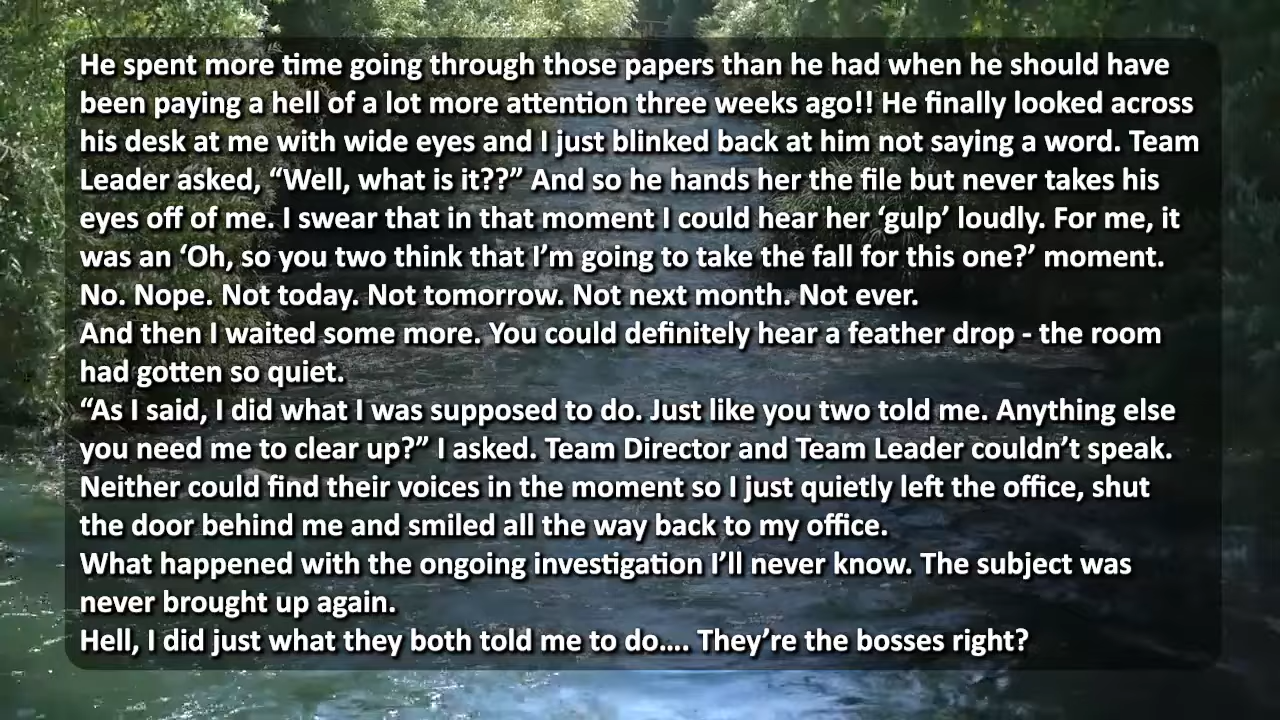 He spent more time going through those papers than he had when he should have
been paying a hell of a lot more attention three weeks ago!! He finally looked across
his desk at me with wide eyes and I just blinked back at him not saying a word. Team
Leader asked, “Well, what is it??” And so he hands her the file but never takes his
eyes off of me. I swear that in that moment I could hear her ‘gulp’ loudly. For me, it
was an ‘Oh, so you two think that I’m going to take the fall for this one?’ moment.
No. Nope. Not today. Not tomorrow. Not next month. Not ever.
And then I waited some more. You could definitely hear a feather drop - the room
had gotten so quiet.
“As I said, I did what I was supposed to do. Just like you two told me. Anything else
you need me to clear up?” I asked. Team Director and Team Leader couldn’t speak.
Neither could find their voices in the moment so I just quietly left the office, shut
the door behind me and smiled all the way back to my office.
What happened with the ongoing investigation I’ll never know. The subject was
never brought up again.
Hell, I did just what they both told me to do…. They’re the bosses right?